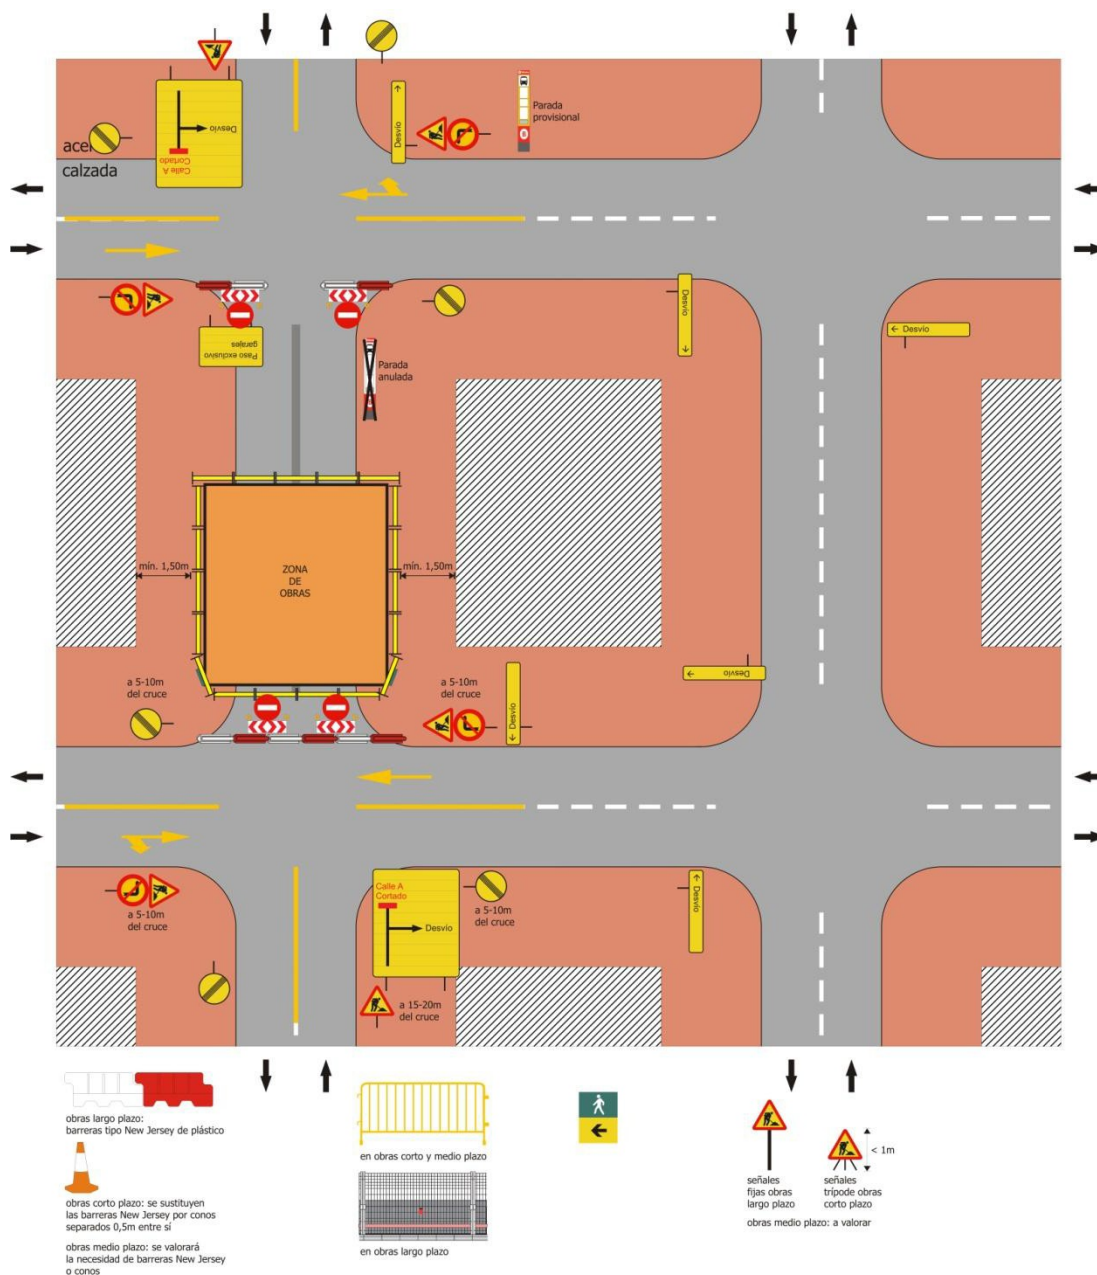 Desvío
Calle A
Cortado
acer
calzada
Desvío
Parada
provisional
Desvío
Desvío
Paso exclusivo
garajes
Parada
anulada
mín. 1,50m
ZONA
DE
OBRAS
mín. 1,50m
a 5-10m
del cruce
a 5-10m
del cruce
Desvío
Desvío
a 5-10m
del cruce
Calle A
Cortado
Desvío
a 5-10m
del cruce
Desvío
a 15-20m
del cruce
obras largo plazo:
barreras tipo New Jersey de plástico
obras corto plazo: se sustituyen
las barreras New Jersey por conos
separados 0,5m entre sí
obras medio plazo: se valorará
la necesidad de barreras New Jersey
o conos
en obras corto y medio plazo
en obras largo plazo
< 1m
señales
fijas obras
largo plazo
señales
trípode obras
corto plazo
obras medio plazo: a valorar